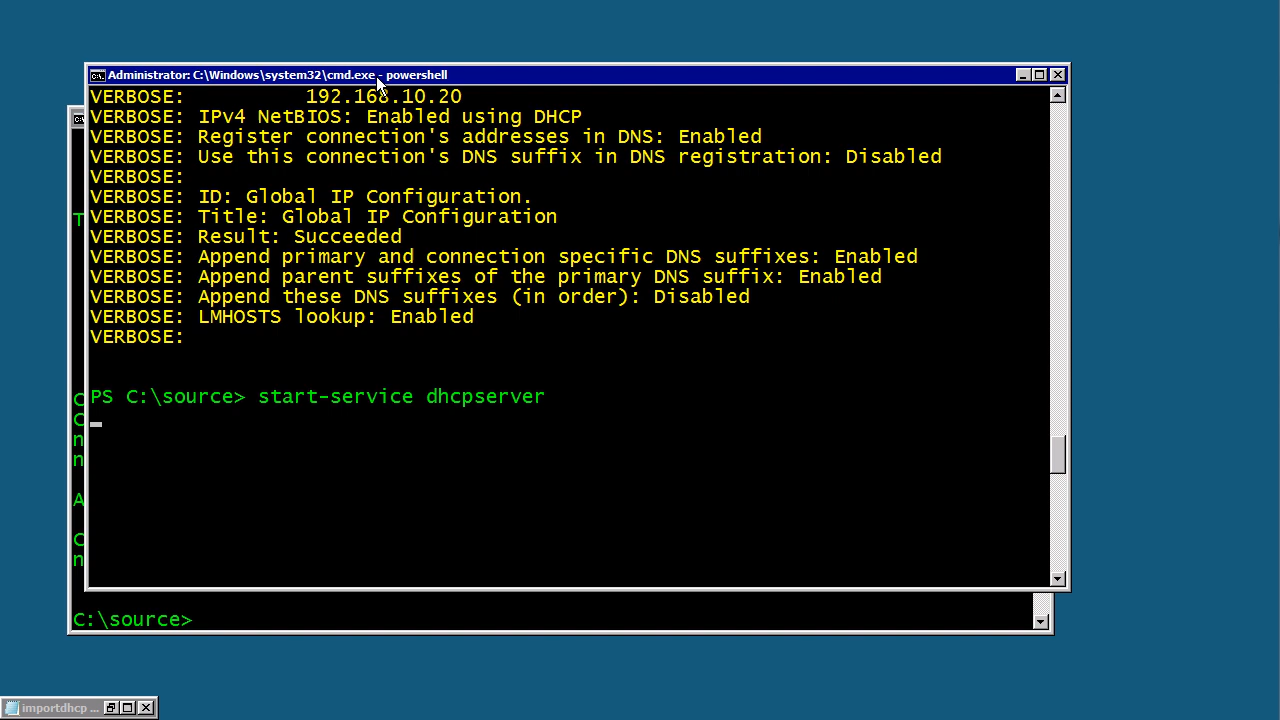 Administrator: C:\Windows\system32\cmd.exe - powershell
VERBOSE:          192.168.10.20
VERBOSE: IPv4 NetBIOS: Enabled using DHCP
VERBOSE: Register connection's addresses in DNS: Enabled
VERBOSE: Use this connection's DNS suffix in DNS registration: Disabled
VERBOSE:
VERBOSE: ID: Global IP Configuration.
VERBOSE: Title: Global IP Configuration
VERBOSE: Result: Succeeded
VERBOSE: Append primary and connection specific DNS suffixes: Enabled
VERBOSE: Append parent suffixes of the primary DNS suffix: Enabled
VERBOSE: Append these DNS suffixes (in order): Disabled
VERBOSE: LMHOSTS lookup: Enabled
VERBOSE:
PS C:\source> start-service dhcpserver
T
C
C
n
n
A
C
n
C:\source>
importdhcp ...